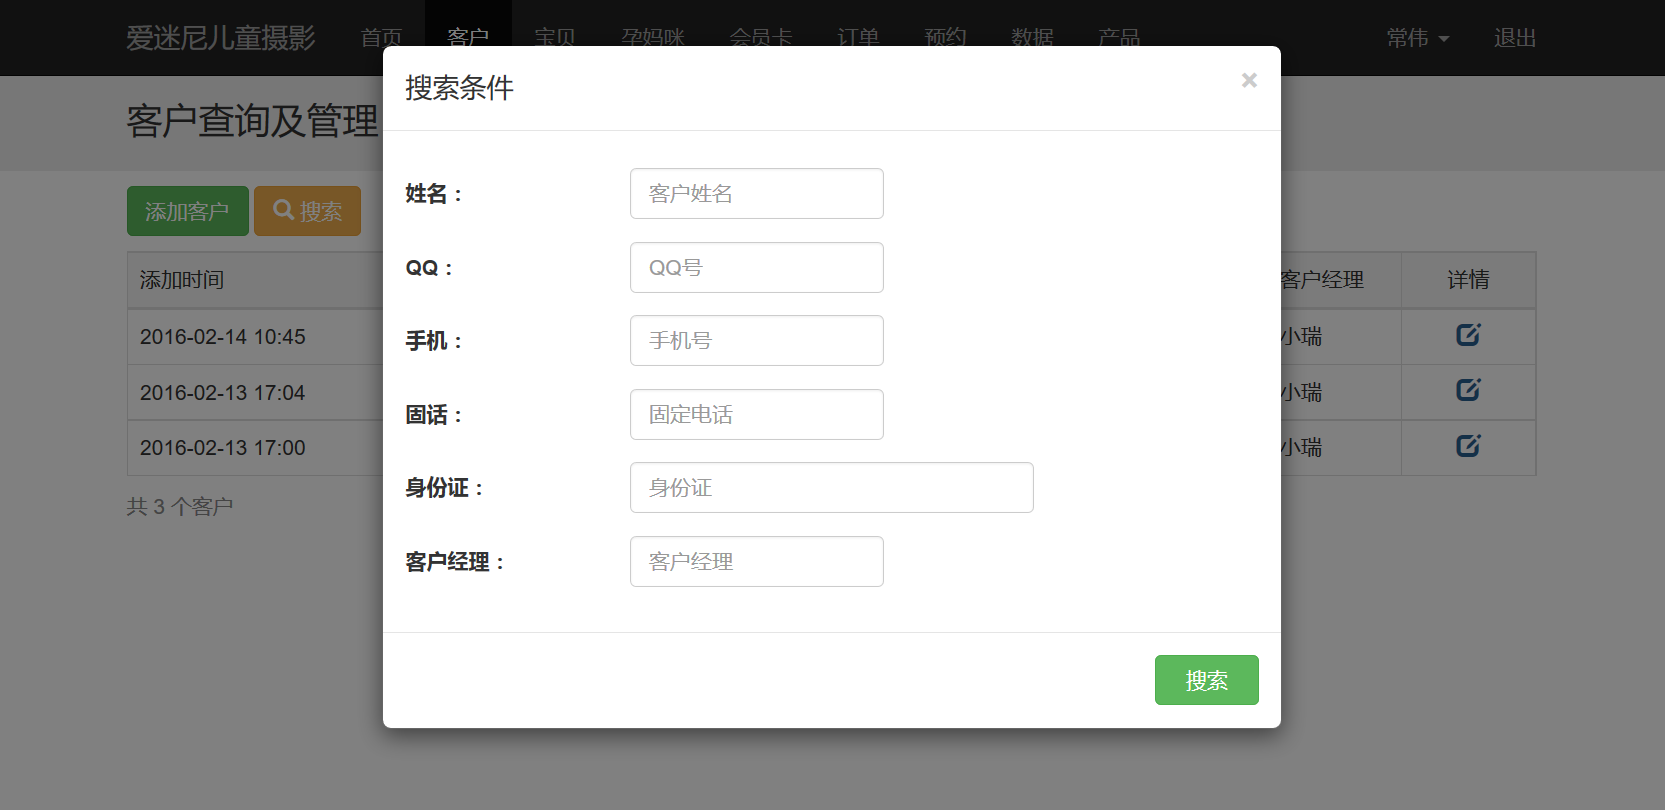 爱迷尼儿童摄影 首页 客户 宝贝 孕妈咪 会员卡 订单 预约 数据 产品 常伟 退出
搜索条件 ×
客户查询及管理
姓名： 客户姓名
添加客户 搜索
QQ： QQ号
添加时间 客户经理 详情
手机： 手机号
2016-02-14 10:45 小瑞
2016-02-13 17:04 小瑞
固话： 固定电话
2016-02-13 17:00 小瑞
身份证： 身份证
共 3 个客户
客户经理： 客户经理
搜索